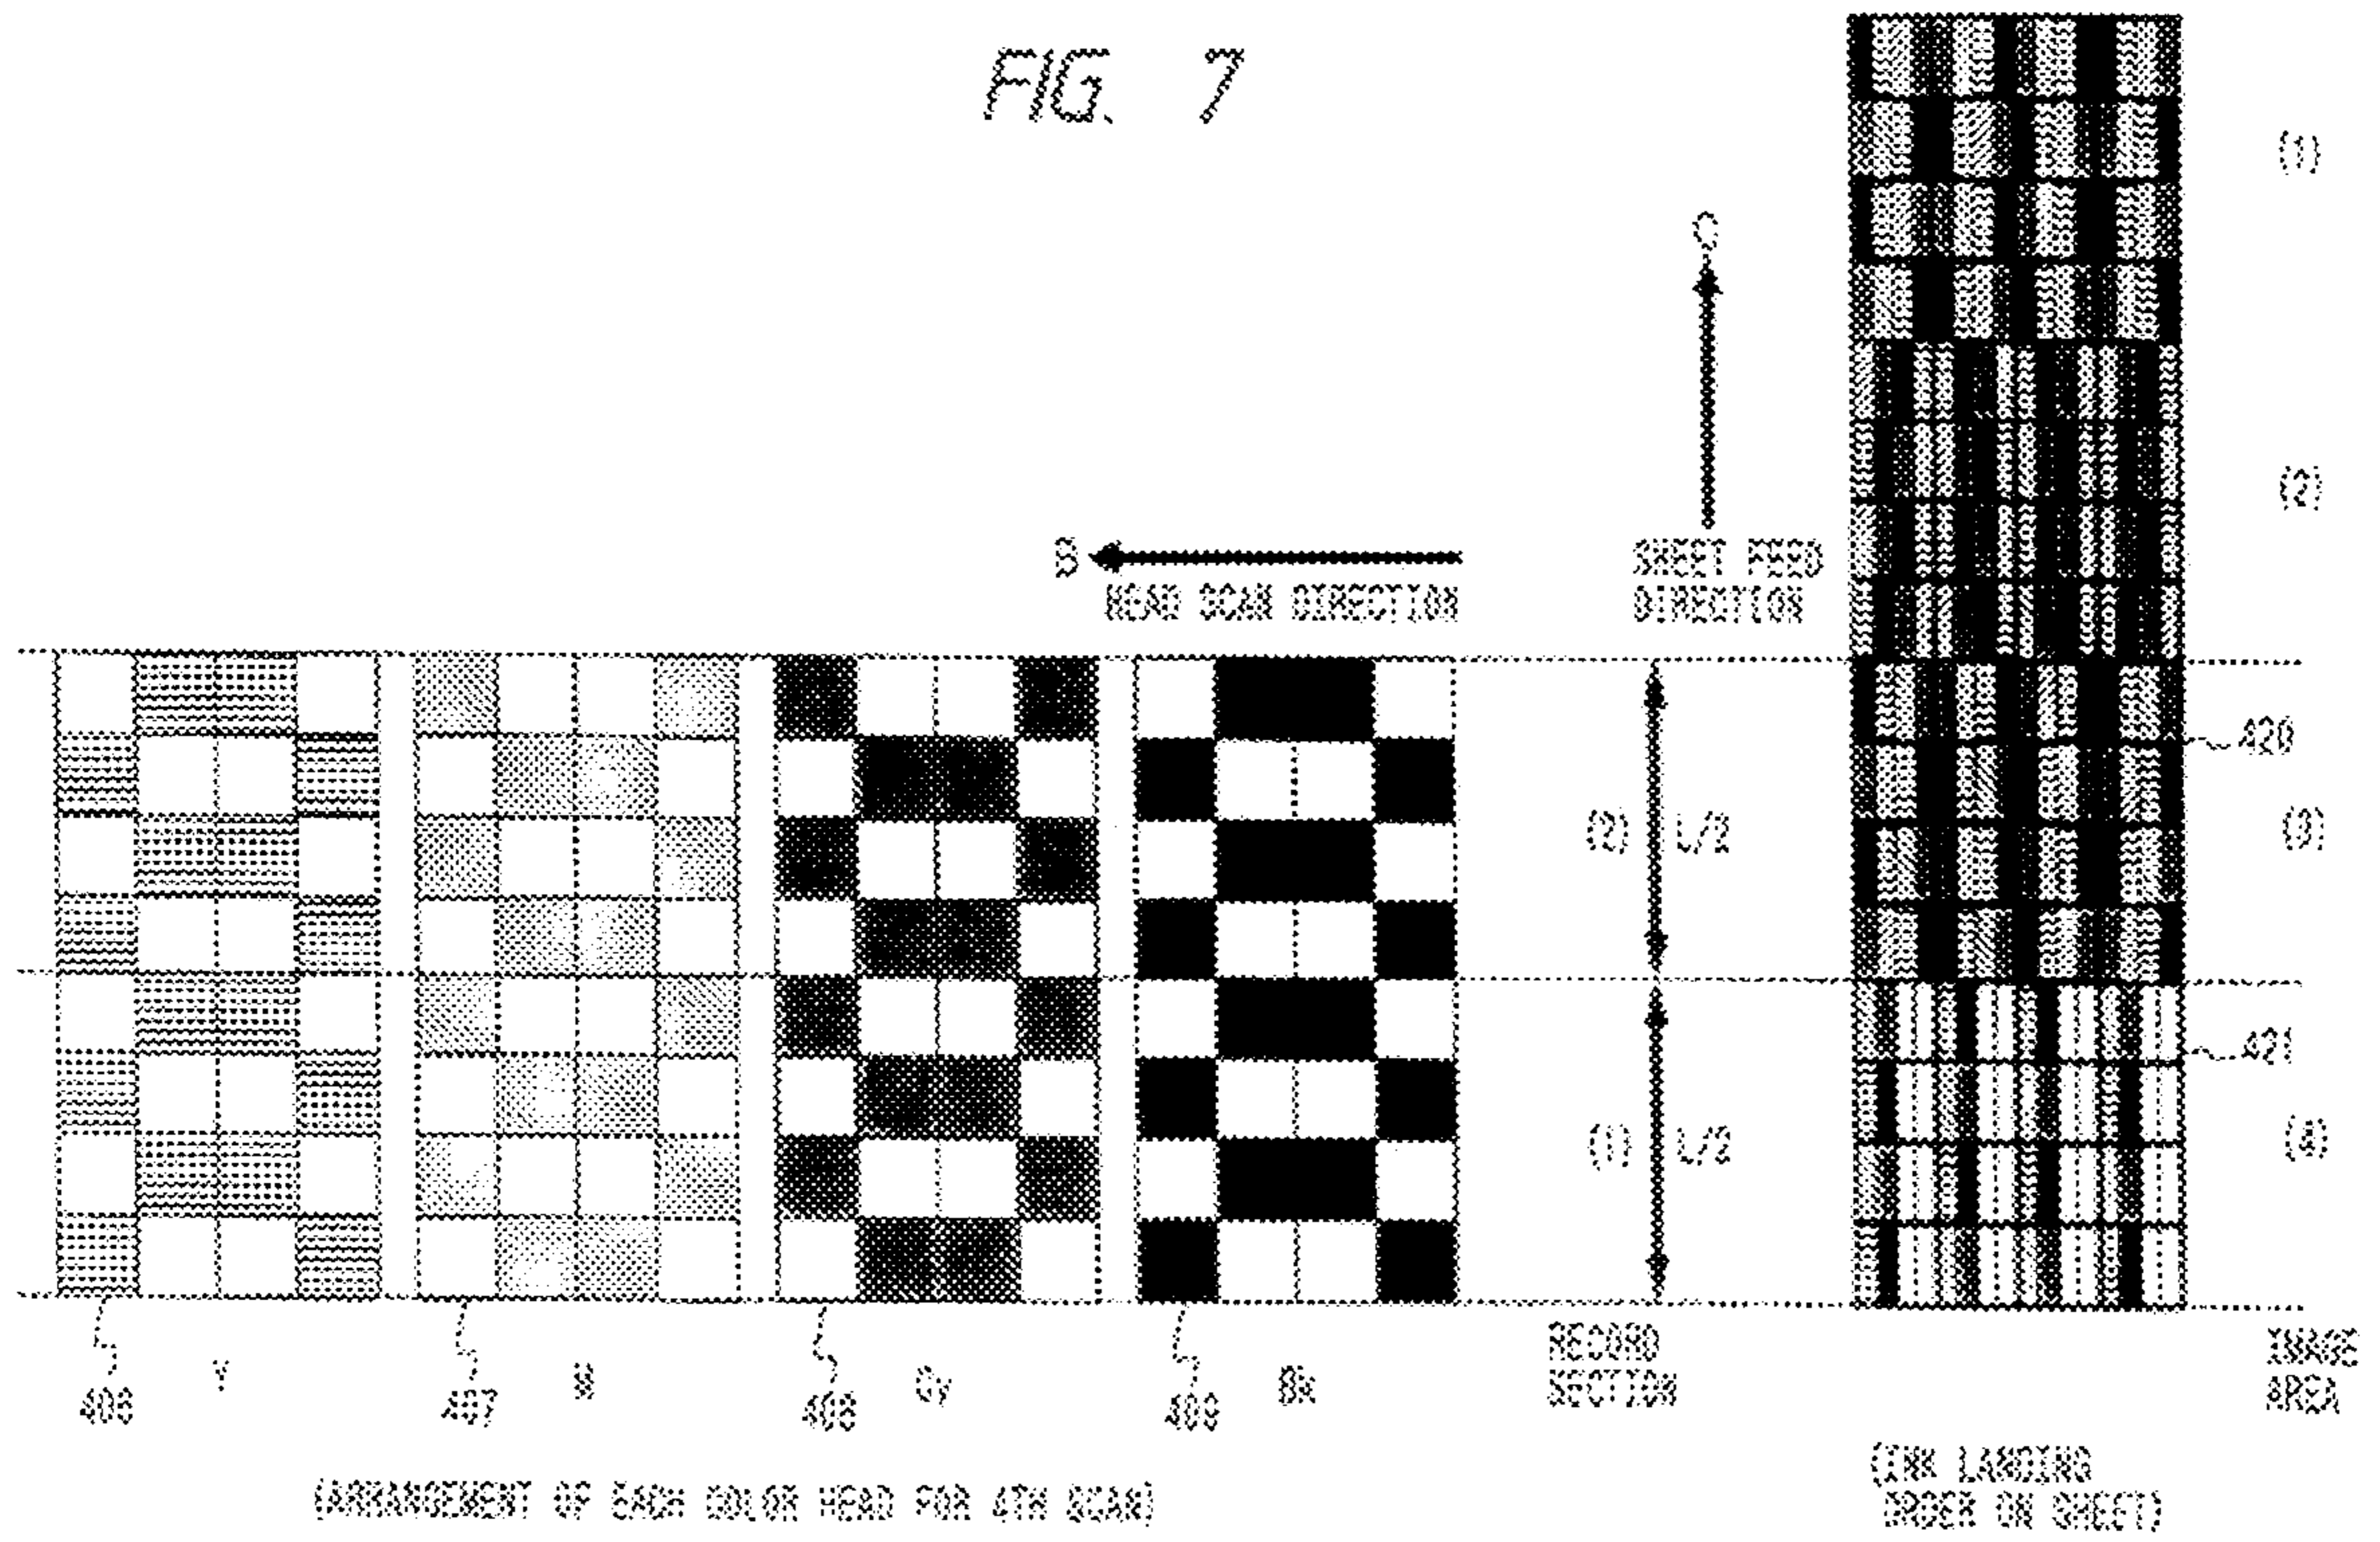 FIG. 7
(1)
C
(2)
B
HEAD SCAN DIRECTION
SHEET FEED
DIRECTION
420
(2) L/2
(3)
421
(1) L/2
(4)
406 Y 407 M 408 Cy 409 Bk
RECORD
SECTION
IMAGE
AREA
(ARRANGEMENT OF EACH COLOR HEAD FOR 4TH SCAN)
(INK LANDING
ORDER ON SHEET)